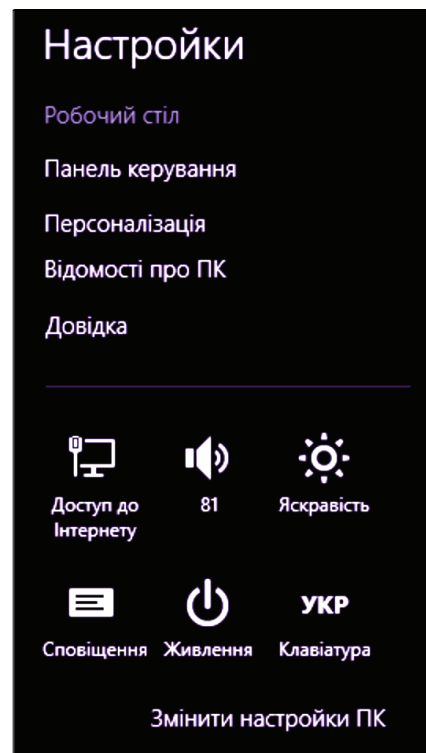 Настройки
Робочий стіл
Панель керування
Персоналізація
Відомості про ПК
Довідка
Доступ до
Інтернету
81
Яскравість
Сповіщення
Живлення
УКР
Клавіатура
Змінити настройки ПК